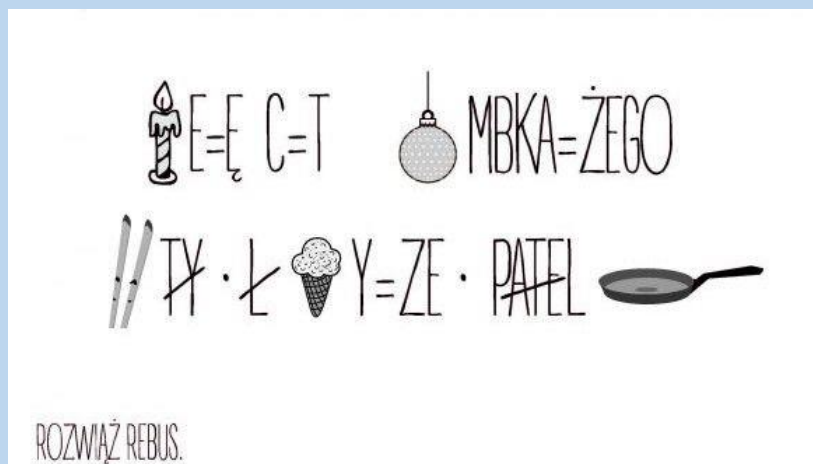 E=Ę C=T MBKA=ŻEGO
TY · Ł Y=ZE · PATEL
ROZWIĄŻ REBUS.